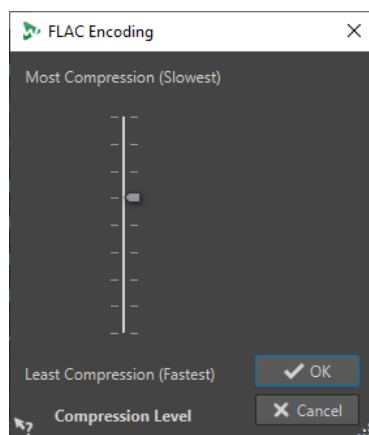 FLAC Encoding
Most Compression (Slowest)
Least Compression (Fastest)
OK
Compression Level
Cancel